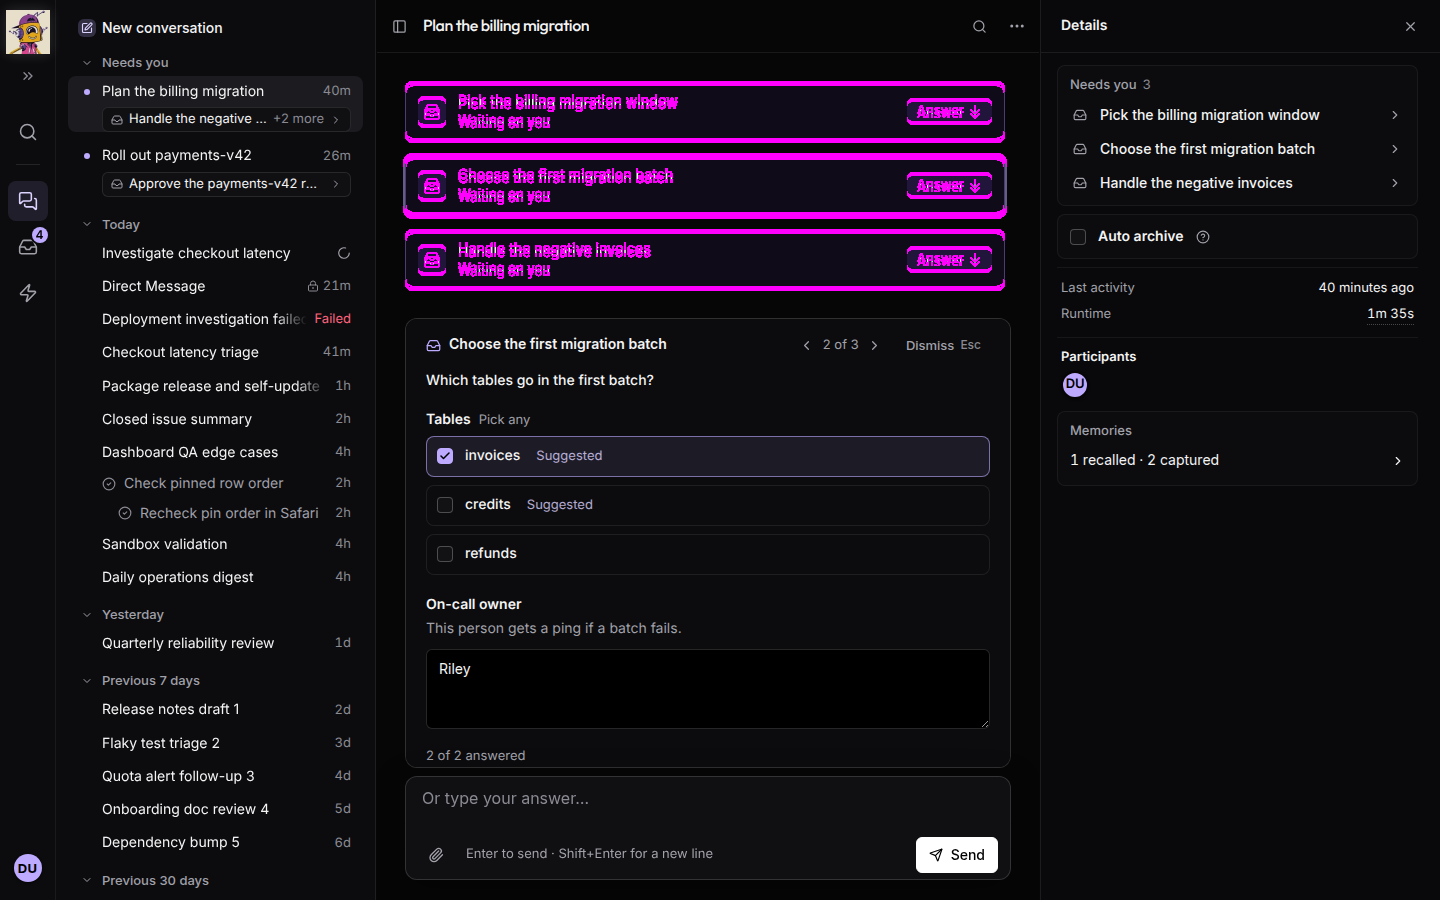 New conversation
Needs you
Plan the billing migration 40m
Handle the negative ... +2 more
Roll out payments-v42 26m
Approve the payments-v42 r...
Today
Investigate checkout latency
Direct Message 21m
Deployment investigation failed Failed
Checkout latency triage 41m
Package release and self-update 1h
Closed issue summary 2h
Dashboard QA edge cases 4h
Check pinned row order 2h
Recheck pin order in Safari 2h
Sandbox validation 4h
Daily operations digest 4h
Yesterday
Quarterly reliability review 1d
Previous 7 days
Release notes draft 1 2d
Flaky test triage 2 3d
Quota alert follow-up 3 4d
Onboarding doc review 4 5d
Dependency bump 5 6d
Previous 30 days
4
DU
Plan the billing migration
Pick the billing migration window
Waiting on you
Answer
Choose the first migration batch
Waiting on you
Answer
Handle the negative invoices
Waiting on you
Answer
Choose the first migration batch 2 of 3 Dismiss Esc
Which tables go in the first batch?
Tables Pick any
invoices Suggested
credits Suggested
refunds
On-call owner
This person gets a ping if a batch fails.
Riley
2 of 2 answered
Or type your answer...
Enter to send · Shift+Enter for a new line Send
Details
Needs you 3
Pick the billing migration window
Choose the first migration batch
Handle the negative invoices
Auto archive
Last activity 40 minutes ago
Runtime 1m 35s
Participants
DU
Memories
1 recalled · 2 captured